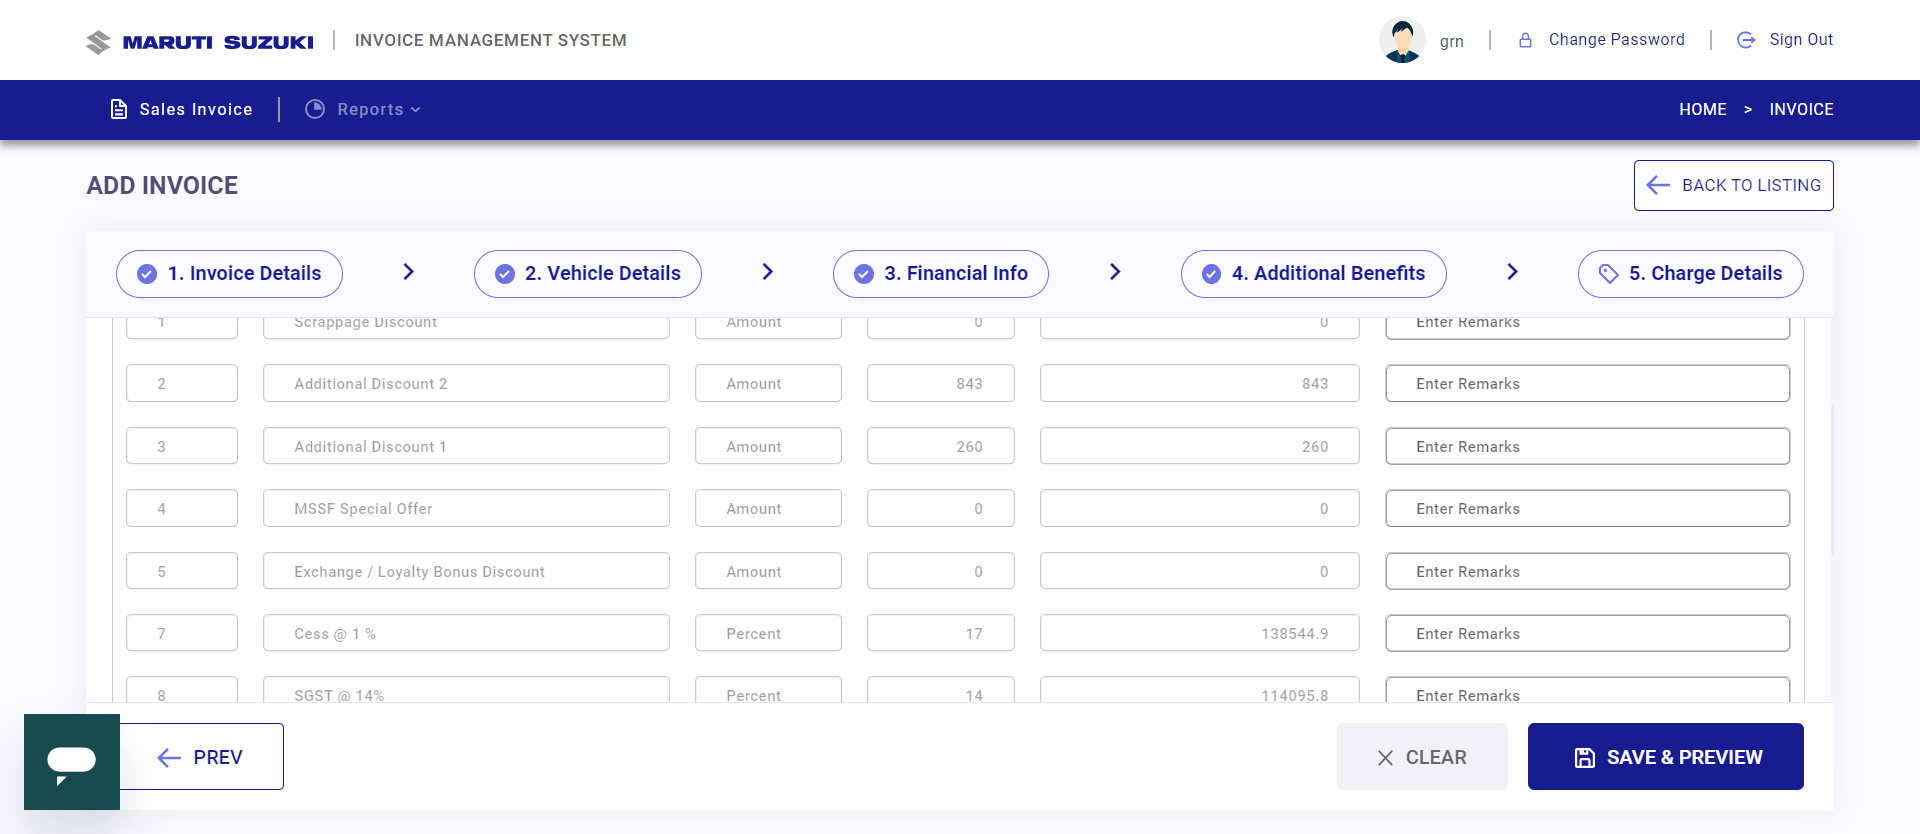 MARUTI SUZUKI | INVOICE MANAGEMENT SYSTEM grn | Change Password | Sign Out
Sales Invoice | Reports HOME > INVOICE
ADD INVOICE BACK TO LISTING
1. Invoice Details > 2. Vehicle Details > 3. Financial Info > 4. Additional Benefits > 5. Charge Details
1 Scrappage Discount Amount 0 0 Enter Remarks
2 Additional Discount 2 Amount 843 843 Enter Remarks
3 Additional Discount 1 Amount 260 260 Enter Remarks
4 MSSF Special Offer Amount 0 0 Enter Remarks
5 Exchange / Loyalty Bonus Discount Amount 0 0 Enter Remarks
7 Cess @ 1 % Percent 17 138544.9 Enter Remarks
8 SGST @ 14% Percent 14 114095.8 Enter Remarks
PREV CLEAR SAVE & PREVIEW